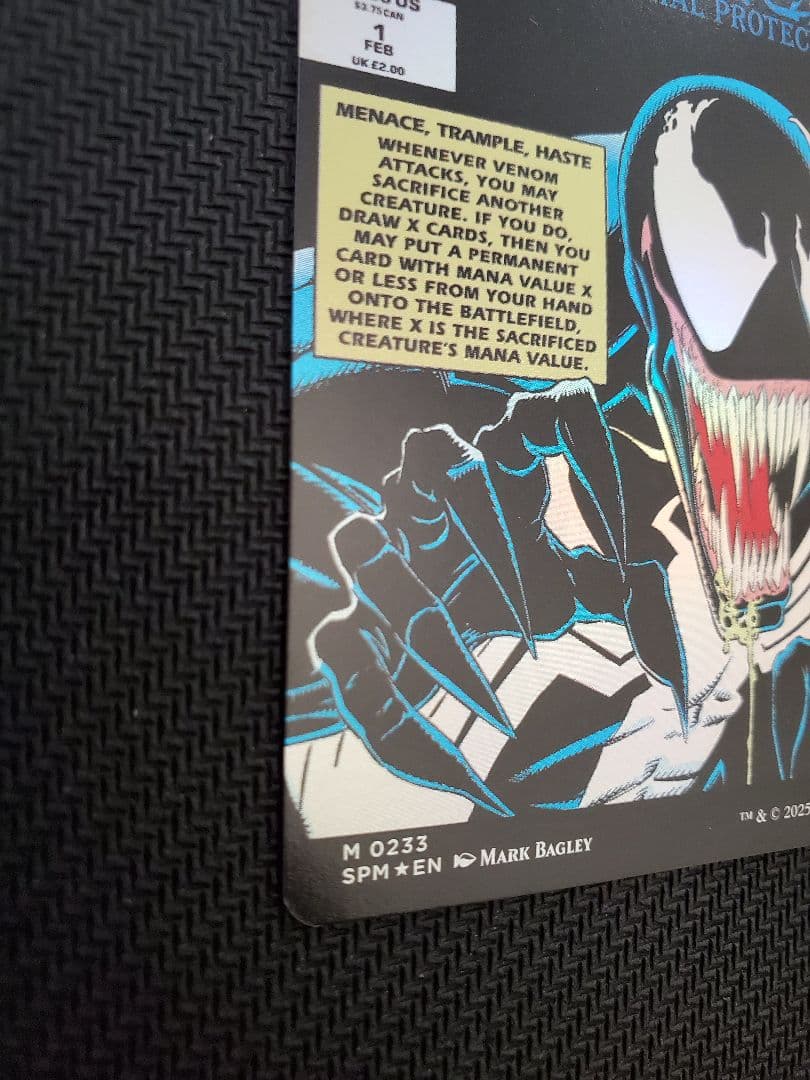 US
$3.75 CAN
1
FEB
UK £2.00
PROTEC
MENACE, TRAMPLE, HASTE
WHENEVER VENOM
ATTACKS, YOU MAY
SACRIFICE ANOTHER
CREATURE. IF YOU DO,
DRAW X CARDS, THEN YOU
MAY PUT A PERMANENT
CARD WITH MANA VALUE X
OR LESS FROM YOUR HAND
ONTO THE BATTLEFIELD,
WHERE X IS THE SACRIFICED
CREATURE'S MANA VALUE.
M 0233
SPM★EN MARK BAGLEY
TM & © 2025